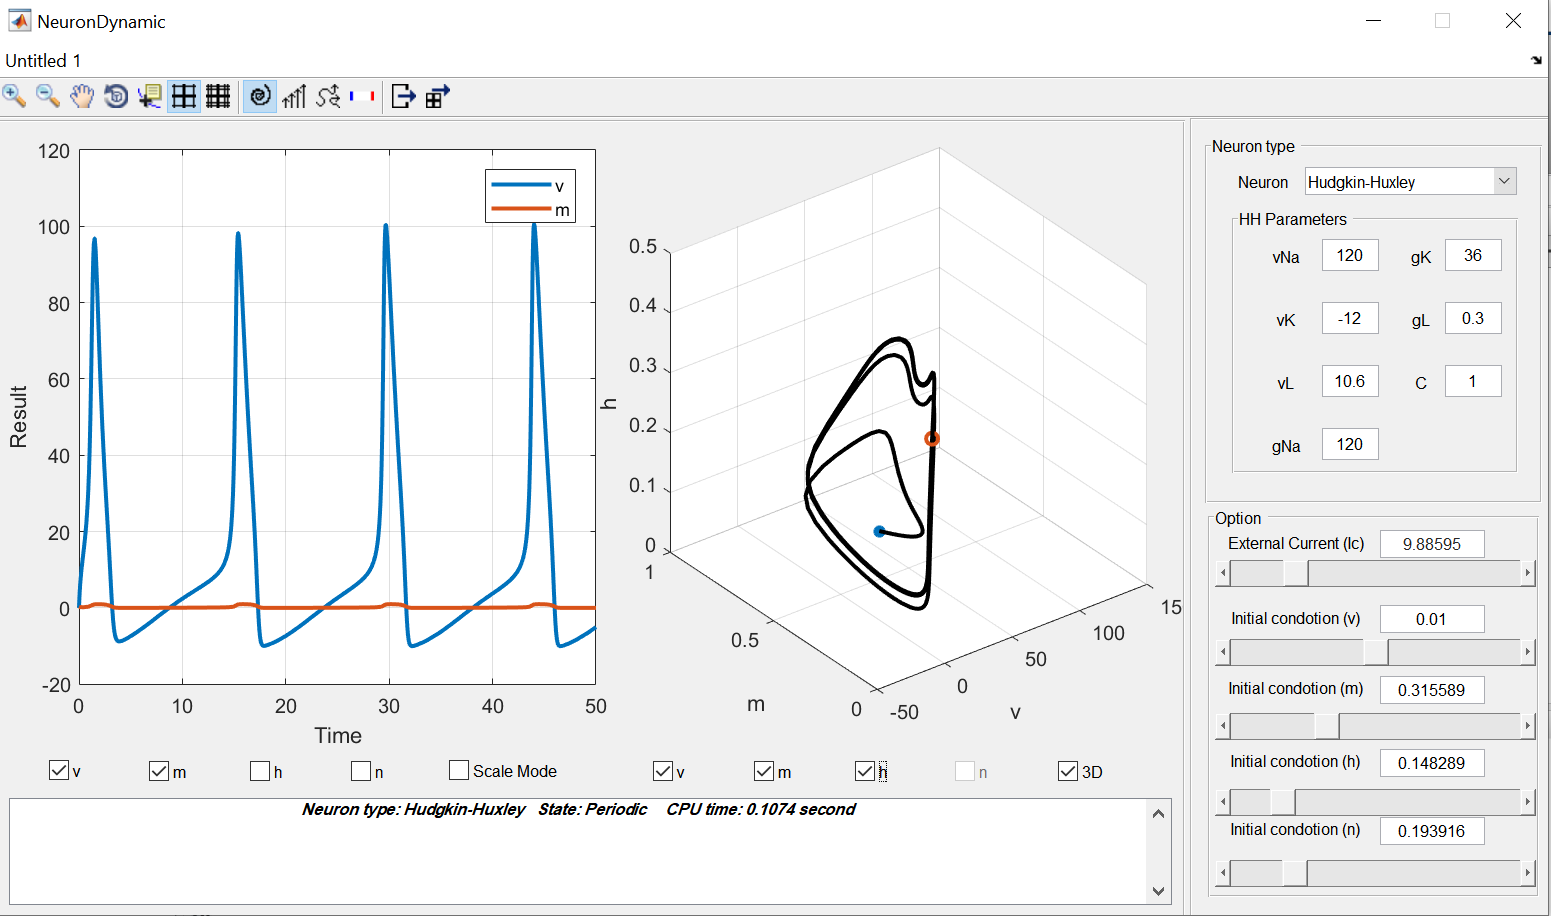 NeuronDynamic
Untitled 1
120
100
80
60
40
20
0
-20
0 10 20 30 40 50
Result
Time
v
m
0.5
0.4
0.3
0.2
0.1
0
h
1
0.5
0
m
-50
0
50
100
15
v
v m h n Scale Mode v m h n 3D
Neuron type: Hudgkin-Huxley State: Periodic CPU time: 0.1074 second
Neuron type
Neuron Hudgkin-Huxley
HH Parameters
vNa 120 gK 36
vK -12 gL 0.3
vL 10.6 C 1
gNa 120
Option
External Current (Ic) 9.88595
Initial condotion (v) 0.01
Initial condotion (m) 0.315589
Initial condotion (h) 0.148289
Initial condotion (n) 0.193916